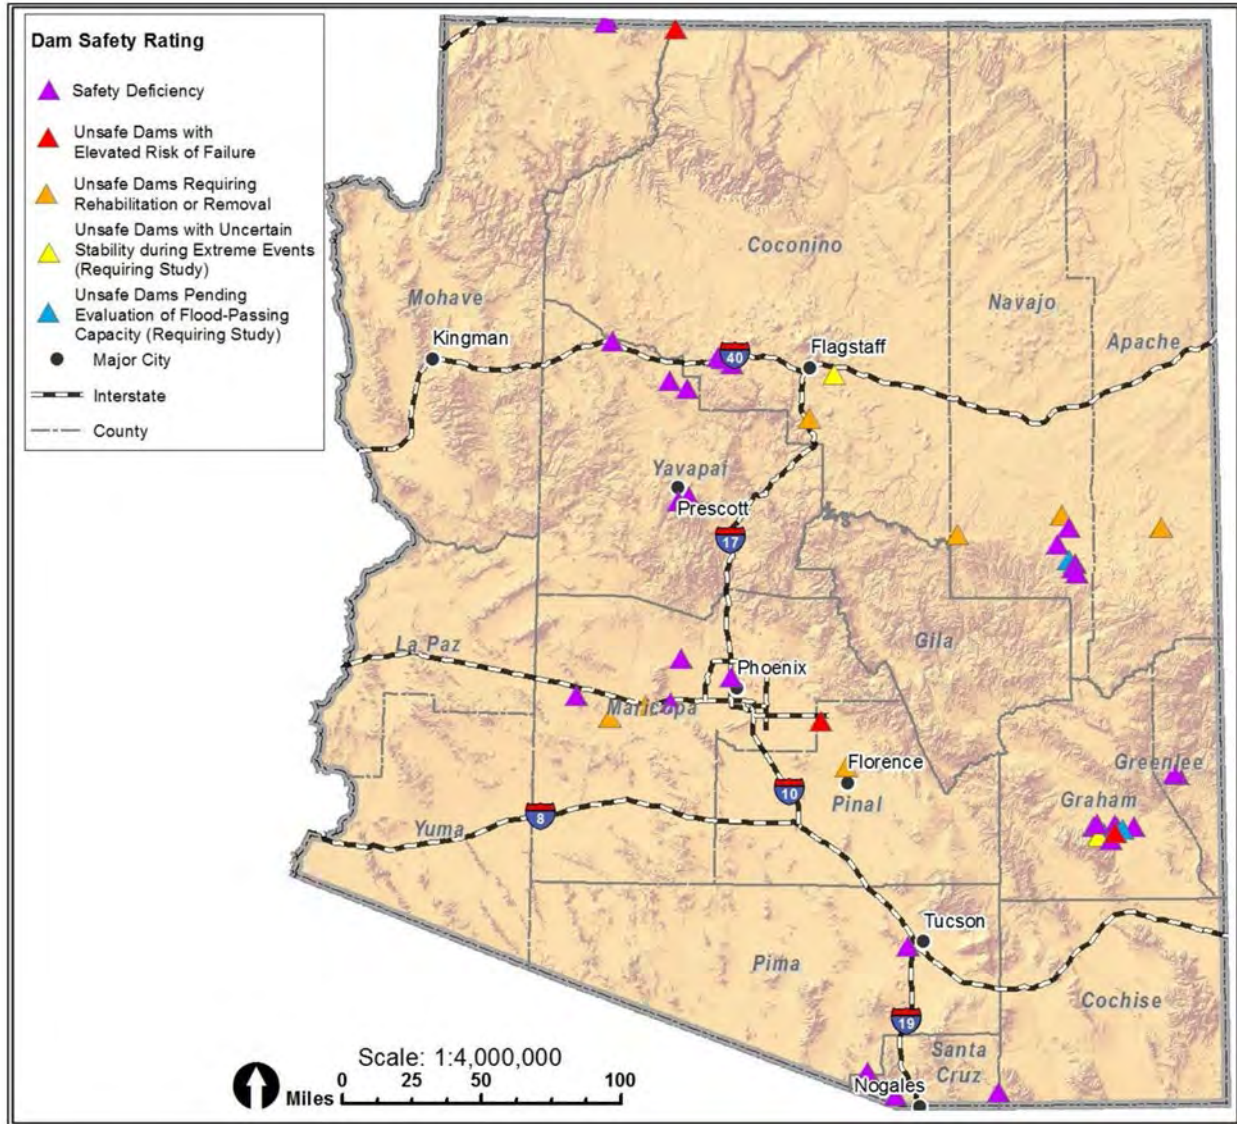 Dam Safety Rating
Safety Deficiency
Unsafe Dams with
Elevated Risk of Failure
Unsafe Dams Requiring
Rehabilitation or Removal
Unsafe Dams with Uncertain
Stability during Extreme Events
(Requiring Study)
Unsafe Dams Pending
Evaluation of Flood-Passing
Capacity (Requiring Study)
Major City
Interstate
County
Coconino
Mohave
Navajo
Apache
Kingman
40
Flagstaff
Yavapai
Prescott
17
La Paz
Gila
Phoenix
Maricopa
Greenlee
Florence
Graham
10
Pinal
8
Yuma
Tucson
Pima
Cochise
19
Santa
Cruz
Nogales
Scale: 1:4,000,000
Miles
0 25 50 100